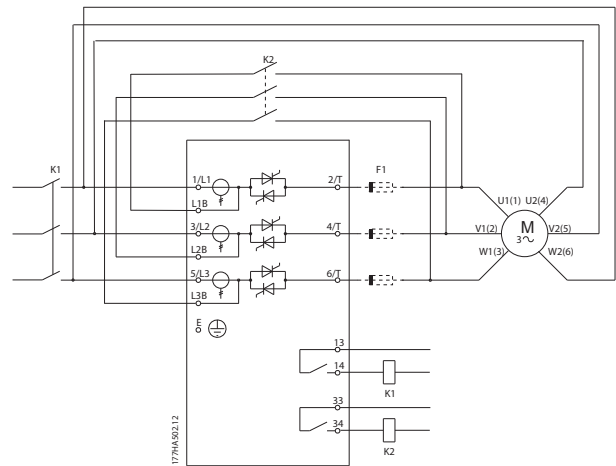 K2
K1
F1
1/L1
2/T
L1B
U1(1) U2(4)
3/L2
4/T
V1(2)
M
3~
V2(5)
L2B
W1(3)
W2(6)
5/L3
6/T
L3B
E
13
14
K1
33
34
K2
177HA502.12